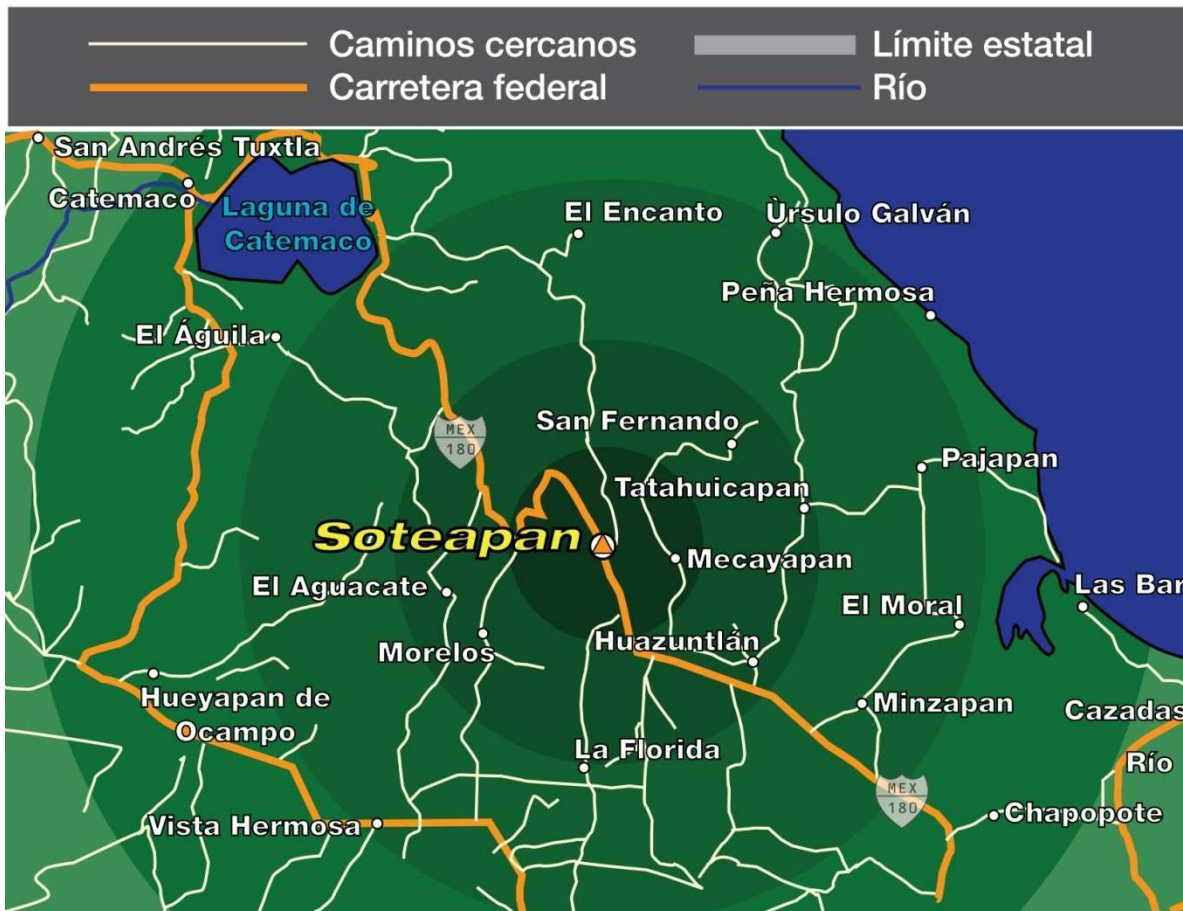 Caminos cercanos
Límite estatal
Carretera federal
Río
San Andrés Tuxtla
Catemaco
Laguna de
Catemaco
El Encanto
Ùrsulo Galván
Peña Hermosa
El Águila
MEX
180
San Fernando
Pajapan
Tatahuicapan
Soteapan
Mecayapan
El Aguacate
Las Bar
El Moral
Morelos
Huazuntlán
Hueyapan de
Ocampo
Minzapan
Cazadas
La Florida
Río
MEX
180
Vista Hermosa
Chapopote